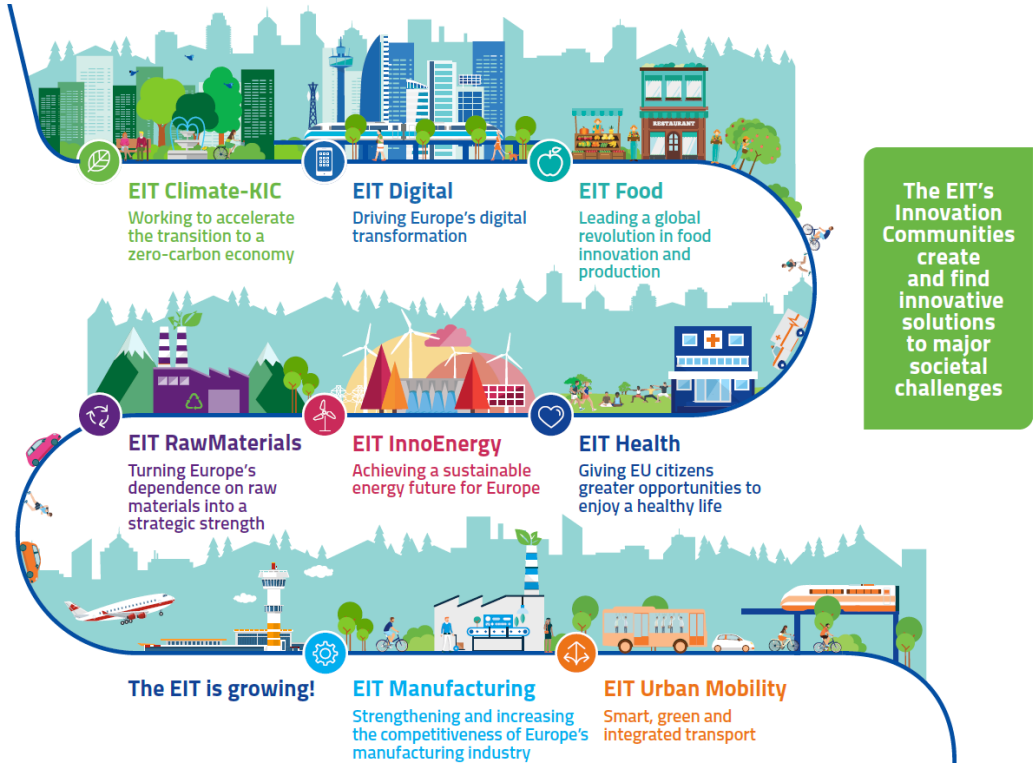 RESTAURANT
EIT Climate-KIC
Working to accelerate
the transition to a
zero-carbon economy
EIT Digital
Driving Europe's digital
transformation
EIT Food
Leading a global
revolution in food
innovation and
production
The EIT's
Innovation
Communities
create
and find
innovative
solutions
to major
societal
challenges
EIT RawMaterials
Turning Europe's
dependence on raw
materials into a
strategic strength
EIT InnoEnergy
Achieving a sustainable
energy future for Europe
EIT Health
Giving EU citizens
greater opportunities to
enjoy a healthy life
The EIT is growing!
EIT Manufacturing
Strengthening and increasing
the competitiveness of Europe's
manufacturing industry
EIT Urban Mobility
Smart, green and
integrated transport